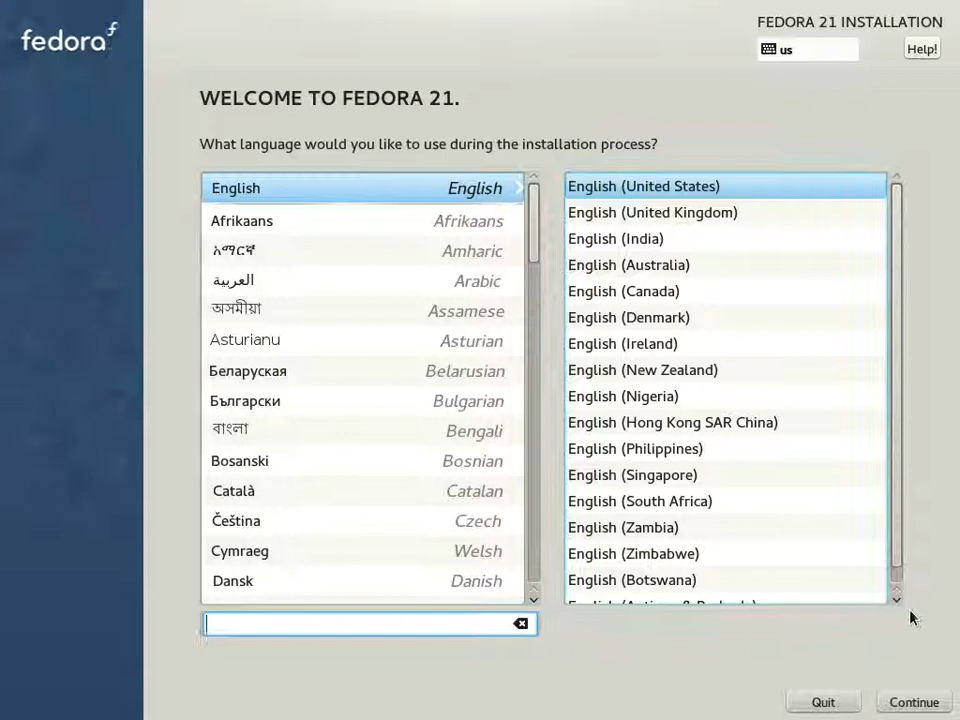 fedora
FEDORA 21 INSTALLATION
us
Help!
WELCOME TO FEDORA 21.
What language would you like to use during the installation process?
English English
Afrikaans Afrikaans
አማርኛ Amharic
العربية Arabic
অসমীয়া Assamese
Asturianu Asturian
Беларуская Belarusian
Български Bulgarian
বাংলা Bengali
Bosanski Bosnian
Català Catalan
Čeština Czech
Cymraeg Welsh
Dansk Danish
English (United States)
English (United Kingdom)
English (India)
English (Australia)
English (Canada)
English (Denmark)
English (Ireland)
English (New Zealand)
English (Nigeria)
English (Hong Kong SAR China)
English (Philippines)
English (Singapore)
English (South Africa)
English (Zambia)
English (Zimbabwe)
English (Botswana)
Quit
Continue